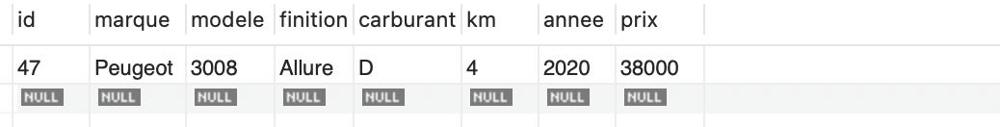 id marque modele finition carburant km annee prix
47 Peugeot 3008 Allure D 4 2020 38000
NULL NULL NULL NULL NULL NULL NULL NULL